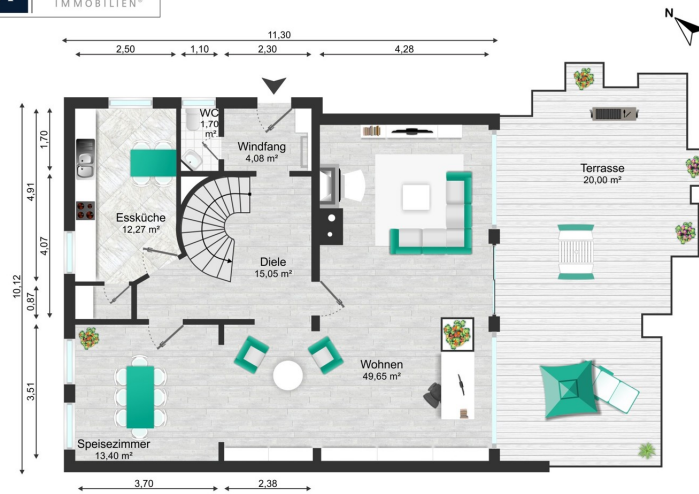 IMMOBILIEN
N
11,30
2,50
1,10
2,30
4,28
WC
1,70
m²
Windfang
4,08 m²
Terrasse
20,00 m²
1,70
4,91
Essküche
12,27 m²
4,07
Diele
15,05 m²
10,12
0,87
Wohnen
49,65 m²
3,51
Speisezimmer
13,40 m²
3,70
2,38